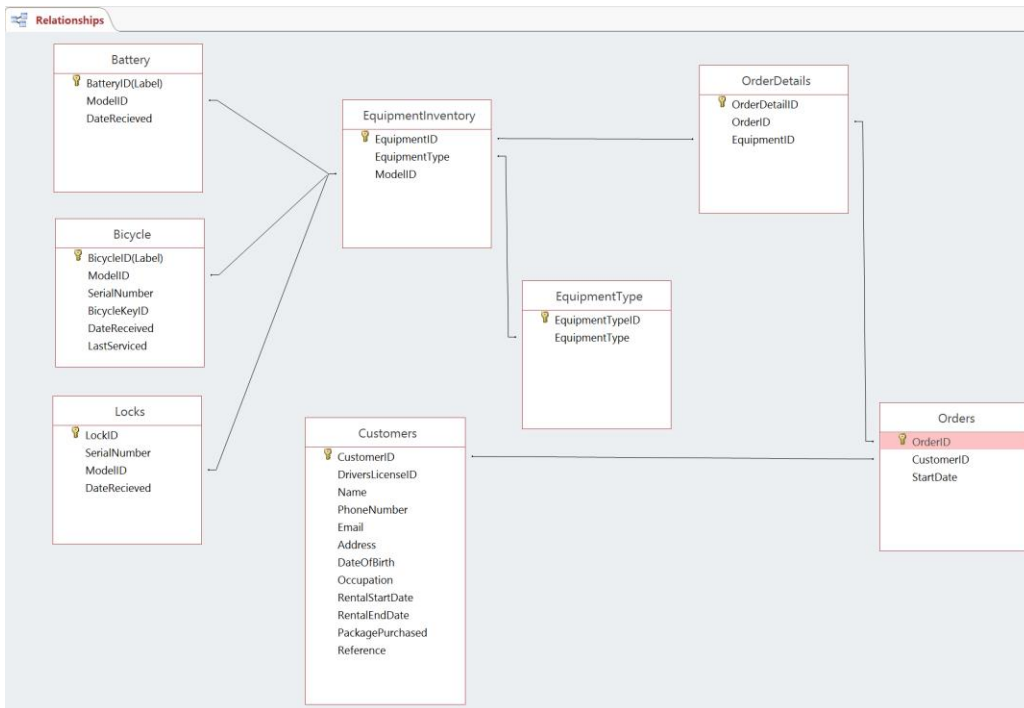 Relationships
Battery
BatteryID(Label)
ModelID
DateRecieved
Bicycle
BicycleID(Label)
ModelID
SerialNumber
BicycleKeyID
DateReceived
LastServiced
Locks
LockID
SerialNumber
ModelID
DateRecieved
EquipmentInventory
EquipmentID
EquipmentType
ModelID
Customers
CustomerID
DriversLicenseID
Name
PhoneNumber
Email
Address
DateOfBirth
Occupation
RentalStartDate
RentalEndDate
PackagePurchased
Reference
EquipmentType
EquipmentTypeID
EquipmentType
OrderDetails
OrderDetailID
OrderID
EquipmentID
Orders
OrderID
CustomerID
StartDate